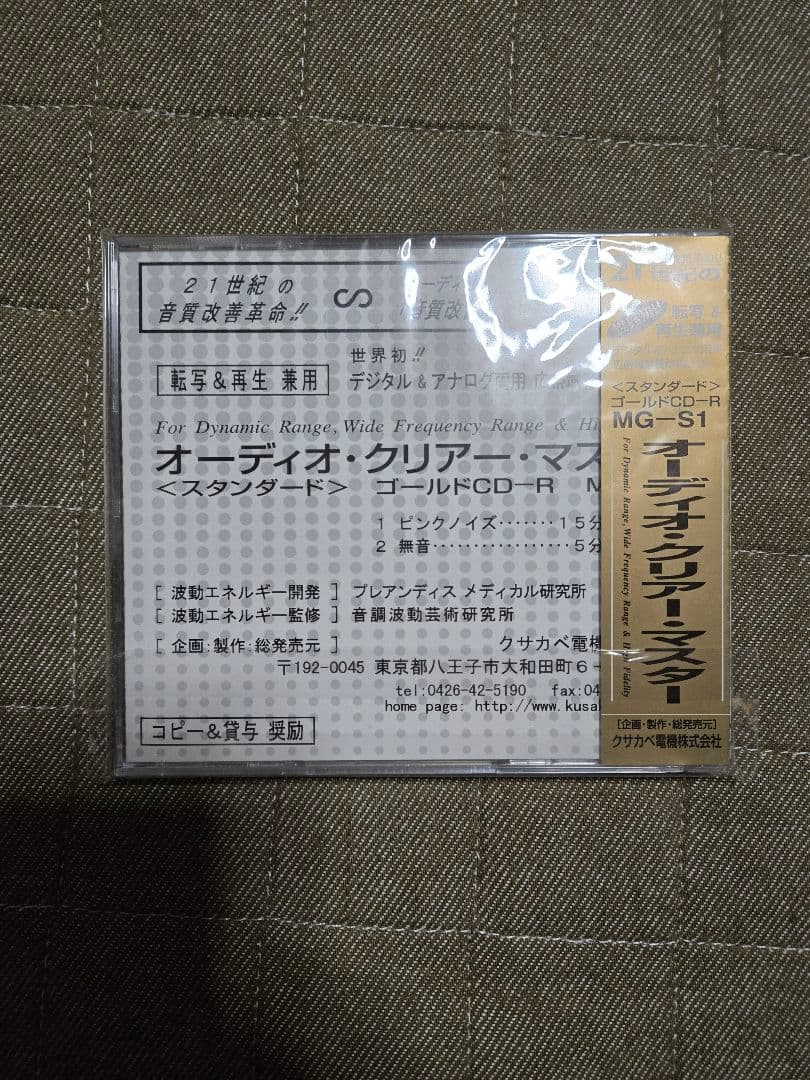 21世紀の
音質改善革命!!
S
転写&再生 兼用
世界初!!
デジタル&アナログ両用
For Dynamic Range, Wide Frequency Range &
オーディオ・クリアー・マス
<スタンダード> ゴールドCD-R M
1 ピンクノイズ・・・・・・・15分
2 無音・・・・・・・・・・・・・・・・5分
[ 波動エネルギー開発 ] プレアンディス メディカル研究所
[ 波動エネルギー監修 ] 音調波動芸術研究所
[ 企画:製作:総発売元 ] クサカベ電機
〒192-0045 東京都八王子市大和田町6-
tel:0426-42-5190 fax:04
home page: http://www.kusa
コピー&貸与 奨励
21世紀の
転写&
再生兼用
<スタンダード>
ゴールドCD-R
MG-S1
オーディオ・クリアー・マスター
For Dynamic Range, Wide Frequency Range & High Fidelity
[企画・製作・総発売元]
クサカベ電機株式会社